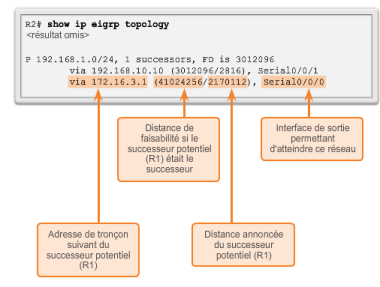 R2# show ip eigrp topology
<résultat omis>
P 192.168.1.0/24, 1 successors, FD is 3012096
via 192.168.10.10 (3012096/2816), Serial0/0/1
via 172.16.3.1 (41024256/2170112), Serial0/0/0
Distance de
faisabilité si le
successeur potentiel
(R1) était le
successeur
Interface de sortie
permettant
d'atteindre ce réseau
Adresse de tronçon
suivant du
successeur potentiel
(R1)
Distance annoncée
du successeur
potentiel (R1)